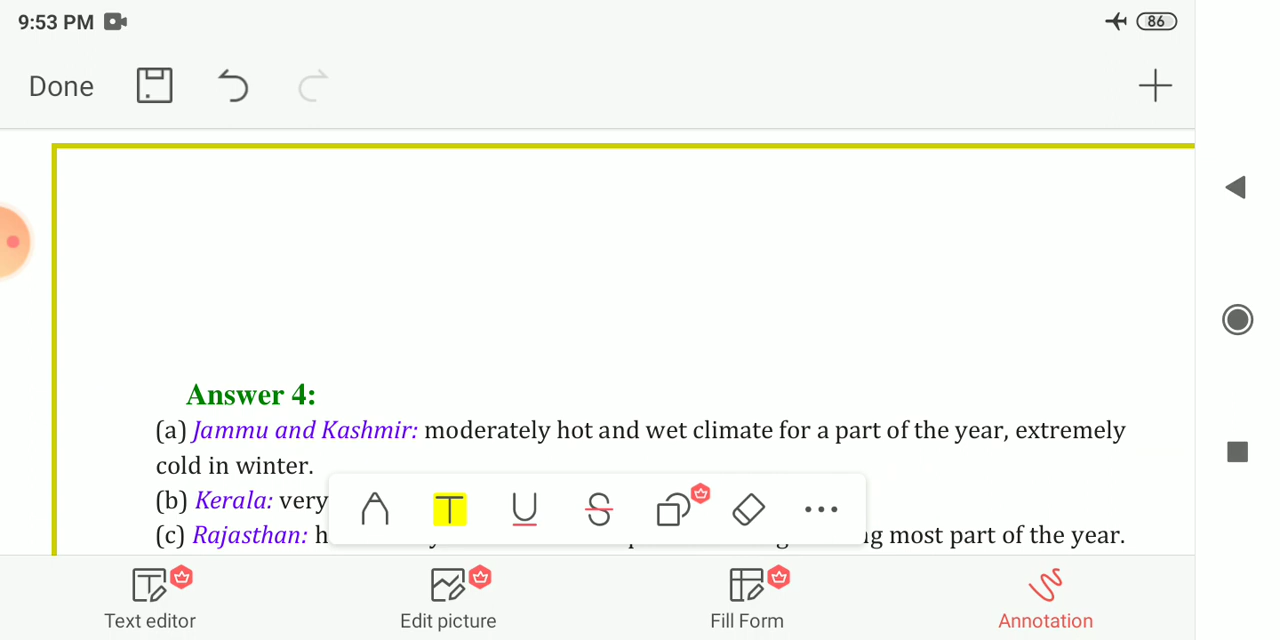 9:53 PM
86
Done
Answer 4:
(a) Jammu and Kashmir: moderately hot and wet climate for a part of the year, extremely
cold in winter.
(b) Kerala: very
(c) Rajasthan: most part of the year.
Text editor
Edit picture
Fill Form
Annotation